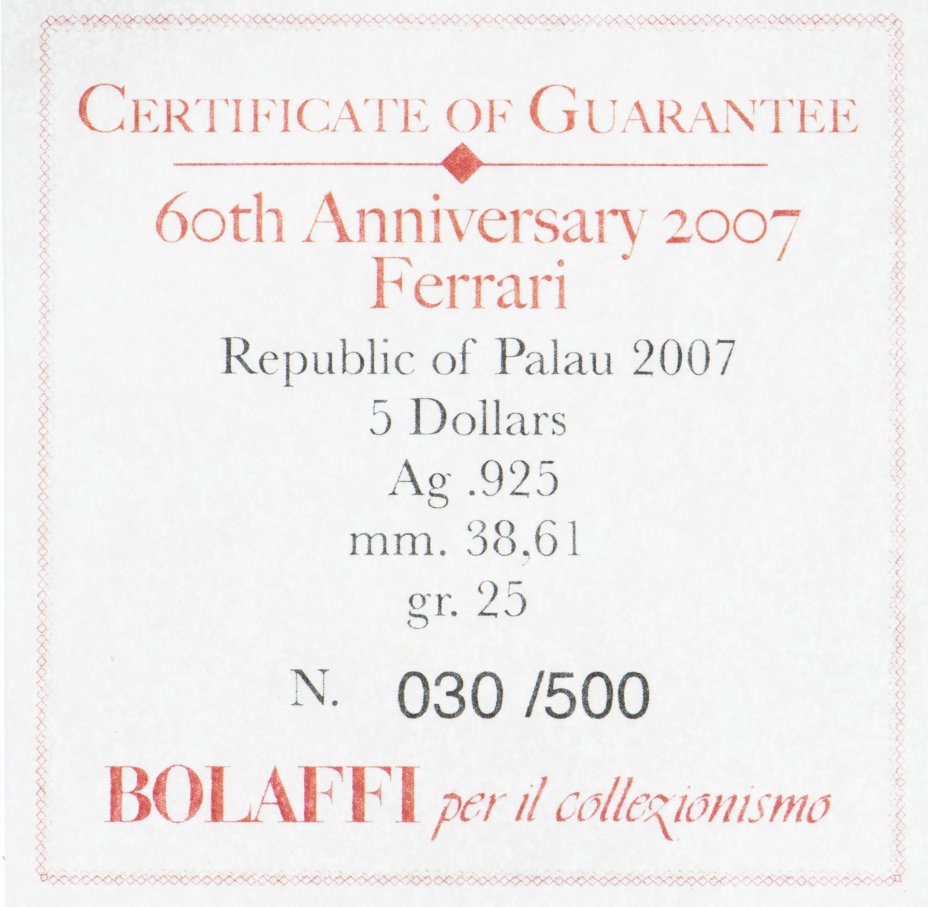 CERTIFICATE OF GUARANTEE
60th Anniversary 2007
Ferrari
Republic of Palau 2007
5 Dollars
Ag .925
mm. 38,61
gr. 25
N. 030 /500
BOLAFFI per il collezionismo